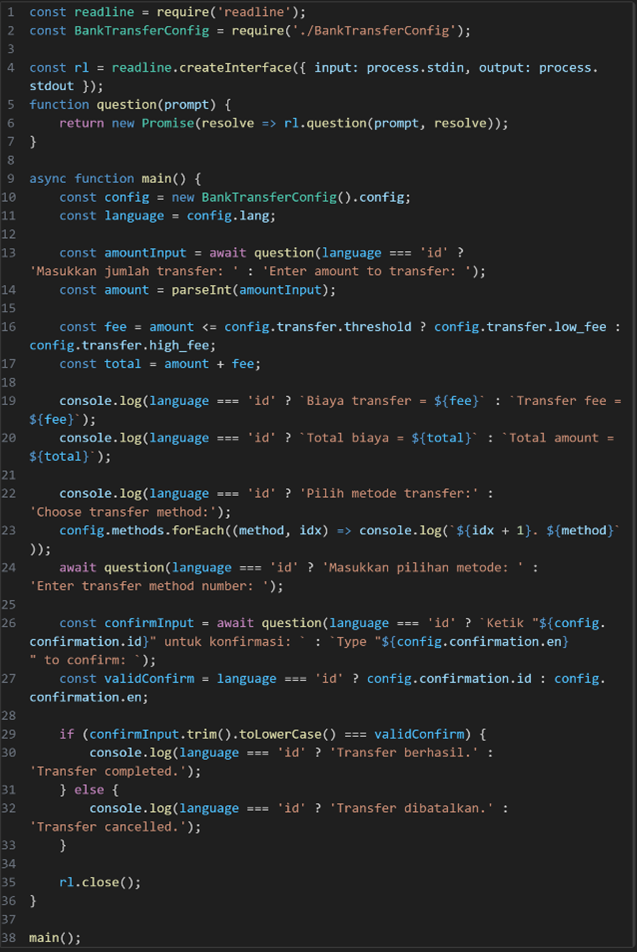 1 const readline = require('readline');
2 const BankTransferConfig = require('./BankTransferConfig');
3
4 const rl = readline.createInterface({ input: process.stdin, output: process.
stdout });
5 function question(prompt) {
6     return new Promise(resolve => rl.question(prompt, resolve));
7 }
8
9 async function main() {
10     const config = new BankTransferConfig().config;
11     const language = config.lang;
12
13     const amountInput = await question(language === 'id' ?
'Masukkan jumlah transfer: ' : 'Enter amount to transfer: ');
14     const amount = parseInt(amountInput);
15
16     const fee = amount <= config.transfer.threshold ? config.transfer.low_fee :
config.transfer.high_fee;
17     const total = amount + fee;
18
19     console.log(language === 'id' ? `Biaya transfer = ${fee}` : `Transfer fee =
${fee}`);
20     console.log(language === 'id' ? `Total biaya = ${total}` : `Total amount =
${total}`);
21
22     console.log(language === 'id' ? 'Pilih metode transfer:' :
'Choose transfer method:');
23     config.methods.forEach((method, idx) => console.log(`${idx + 1}. ${method}`
));
24     await question(language === 'id' ? 'Masukkan pilihan metode: ' :
'Enter transfer method number: ');
25
26     const confirmInput = await question(language === 'id' ? `Ketik "${config.
confirmation.id}" untuk konfirmasi: ` : `Type "${config.confirmation.en}
" to confirm: `);
27     const validConfirm = language === 'id' ? config.confirmation.id : config.
confirmation.en;
28
29     if (confirmInput.trim().toLowerCase() === validConfirm) {
30         console.log(language === 'id' ? 'Transfer berhasil.' :
'Transfer completed.');
31     } else {
32         console.log(language === 'id' ? 'Transfer dibatalkan.' :
'Transfer cancelled.');
33     }
34
35     rl.close();
36 }
37
38 main();